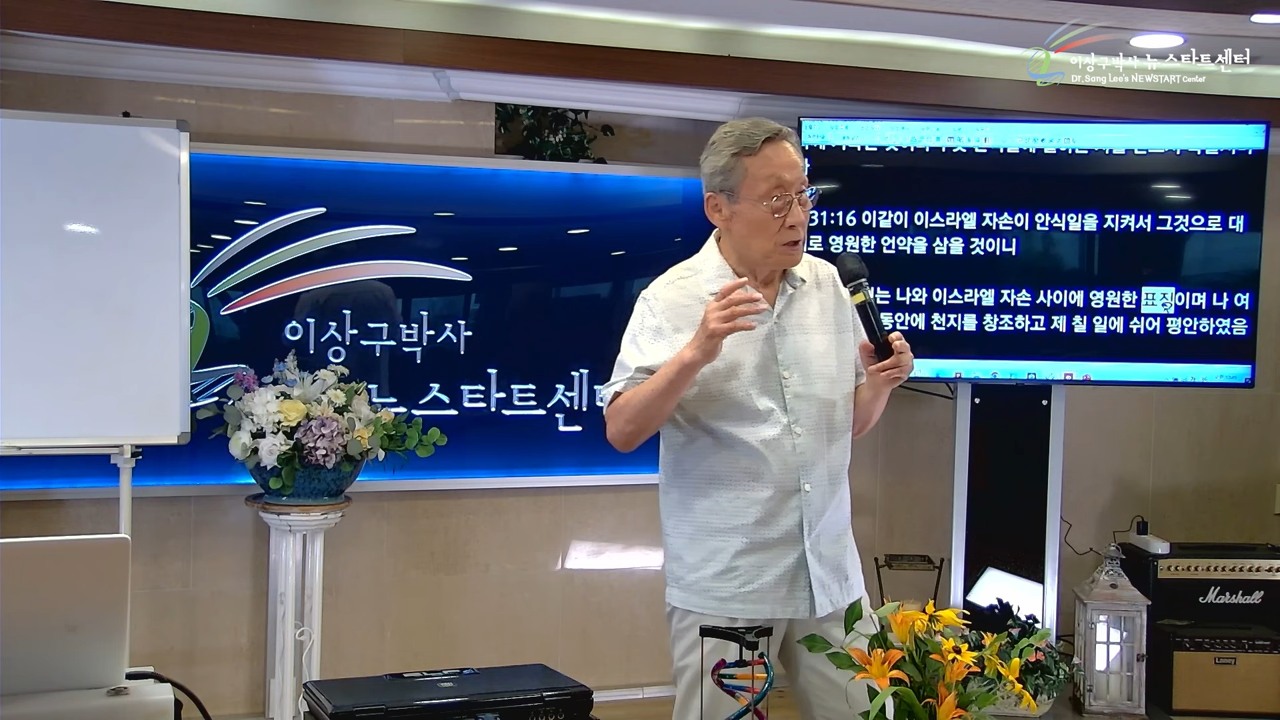 이상구박사 뉴 스타트센터
Dr. Sang Lee's NEWSTART Center
31:16 이같이 이스라엘 자손이 안식일을 지켜서 그것으로 대
로 영원한 언약을 삼을 것이니
는 나와 이스라엘 자손 사이에 영원한 표징이며 나 여
동안에 천지를 창조하고 제 칠 일에 쉬어 평안하였음
이상구박사
뉴 스타트센터
Marshall
Laney